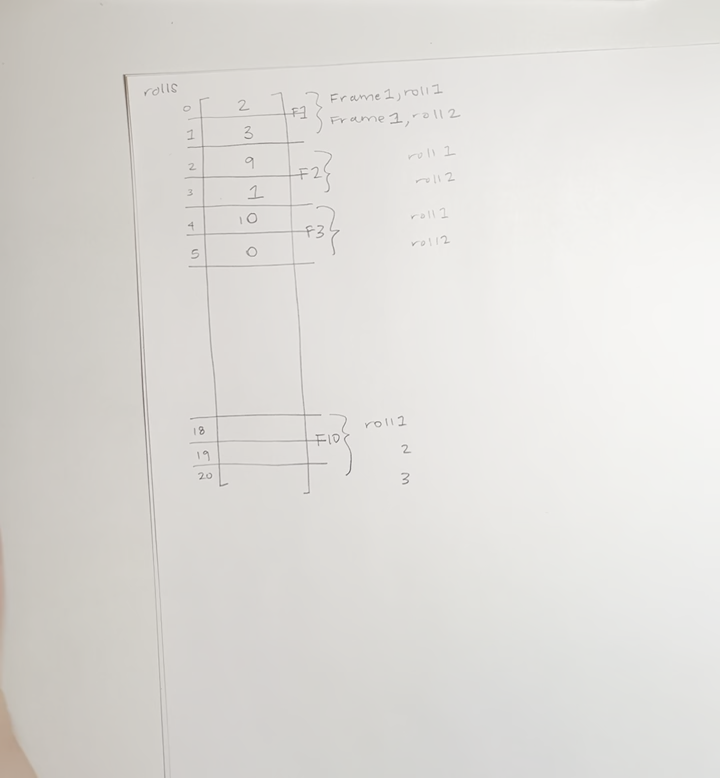 rolls
0 2 F1 Frame 1, roll 1
1 3 Frame 1, roll 2
2 9 F2 roll 1
3 1 roll 2
4 10 F3 roll 1
5 0 roll 2
18 F10 roll 1
19 2
20 3